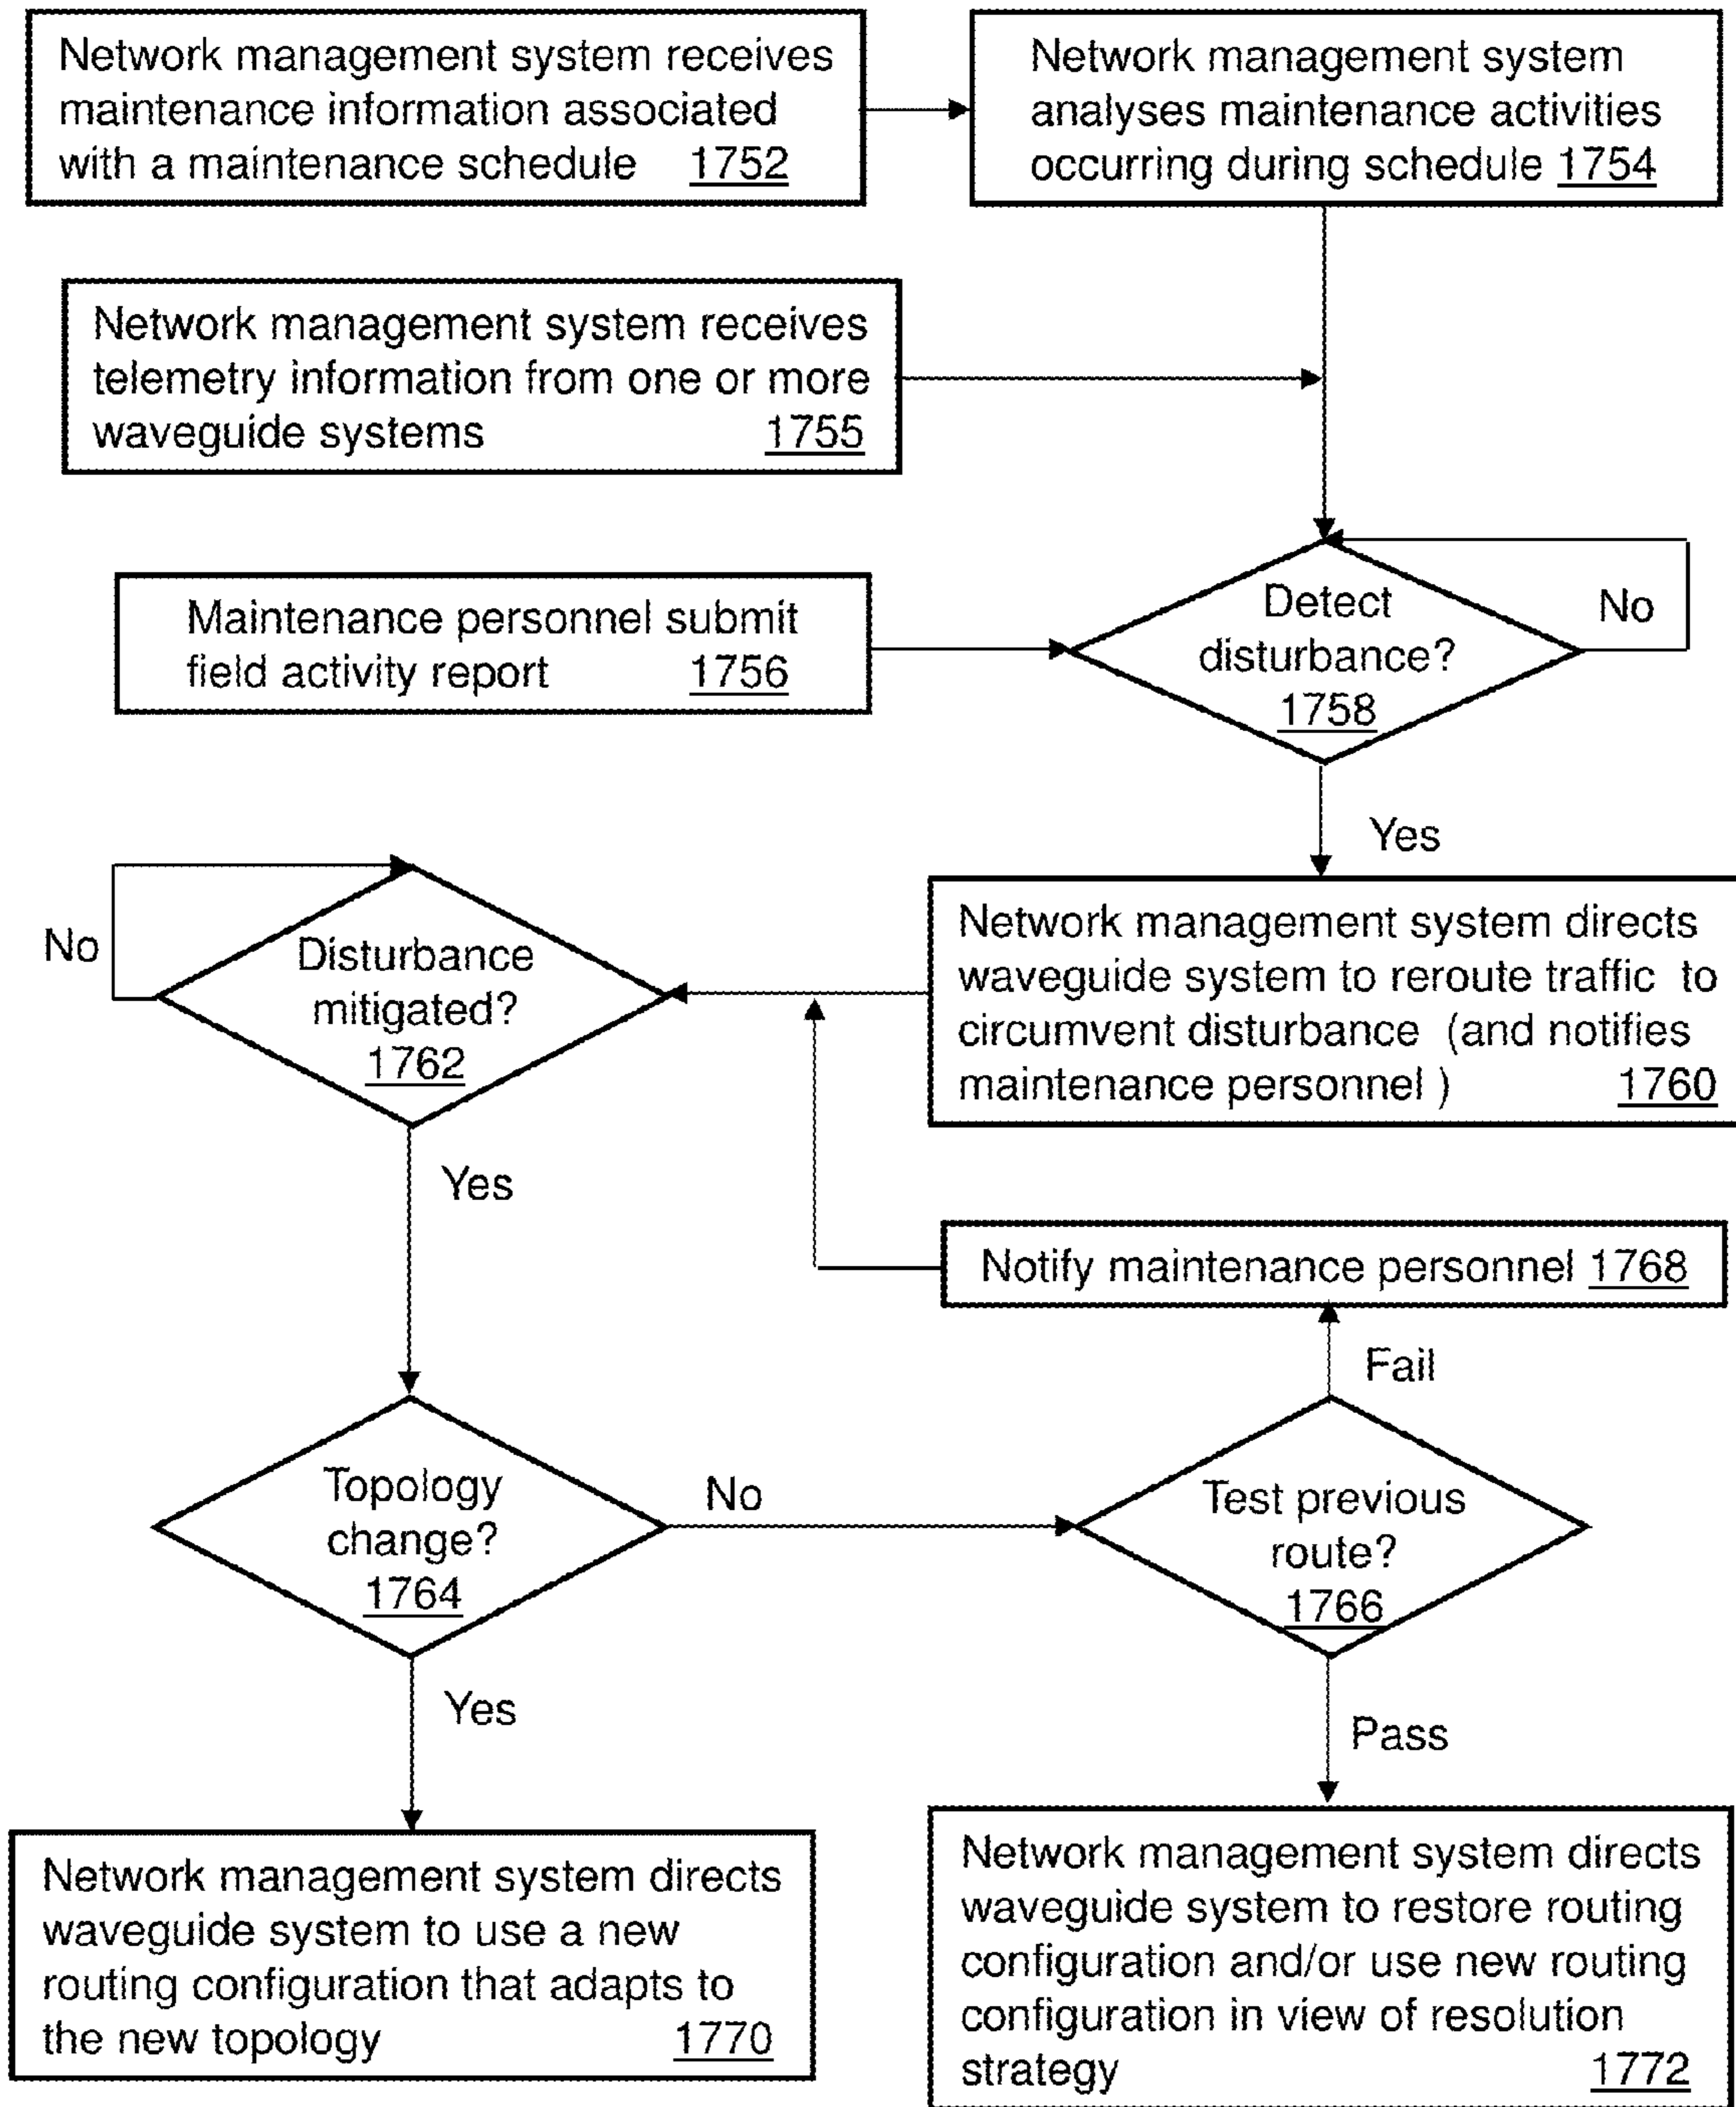 Network management system receives
maintenance information associated
with a maintenance schedule 1752
Network management system
analyses maintenance activities
occurring during schedule 1754
Network management system receives
telemetry information from one or more
waveguide systems 1755
Maintenance personnel submit
field activity report 1756
Detect
disturbance?
1758
No
Yes
Network management system directs
waveguide system to reroute traffic to
circumvent disturbance (and notifies
maintenance personnel ) 1760
No
Disturbance
mitigated?
1762
Yes
Notify maintenance personnel 1768
Fail
Topology
change?
1764
No
Test previous
route?
1766
Yes
Pass
Network management system directs
waveguide system to use a new
routing configuration that adapts to
the new topology 1770
Network management system directs
waveguide system to restore routing
configuration and/or use new routing
configuration in view of resolution
strategy 1772